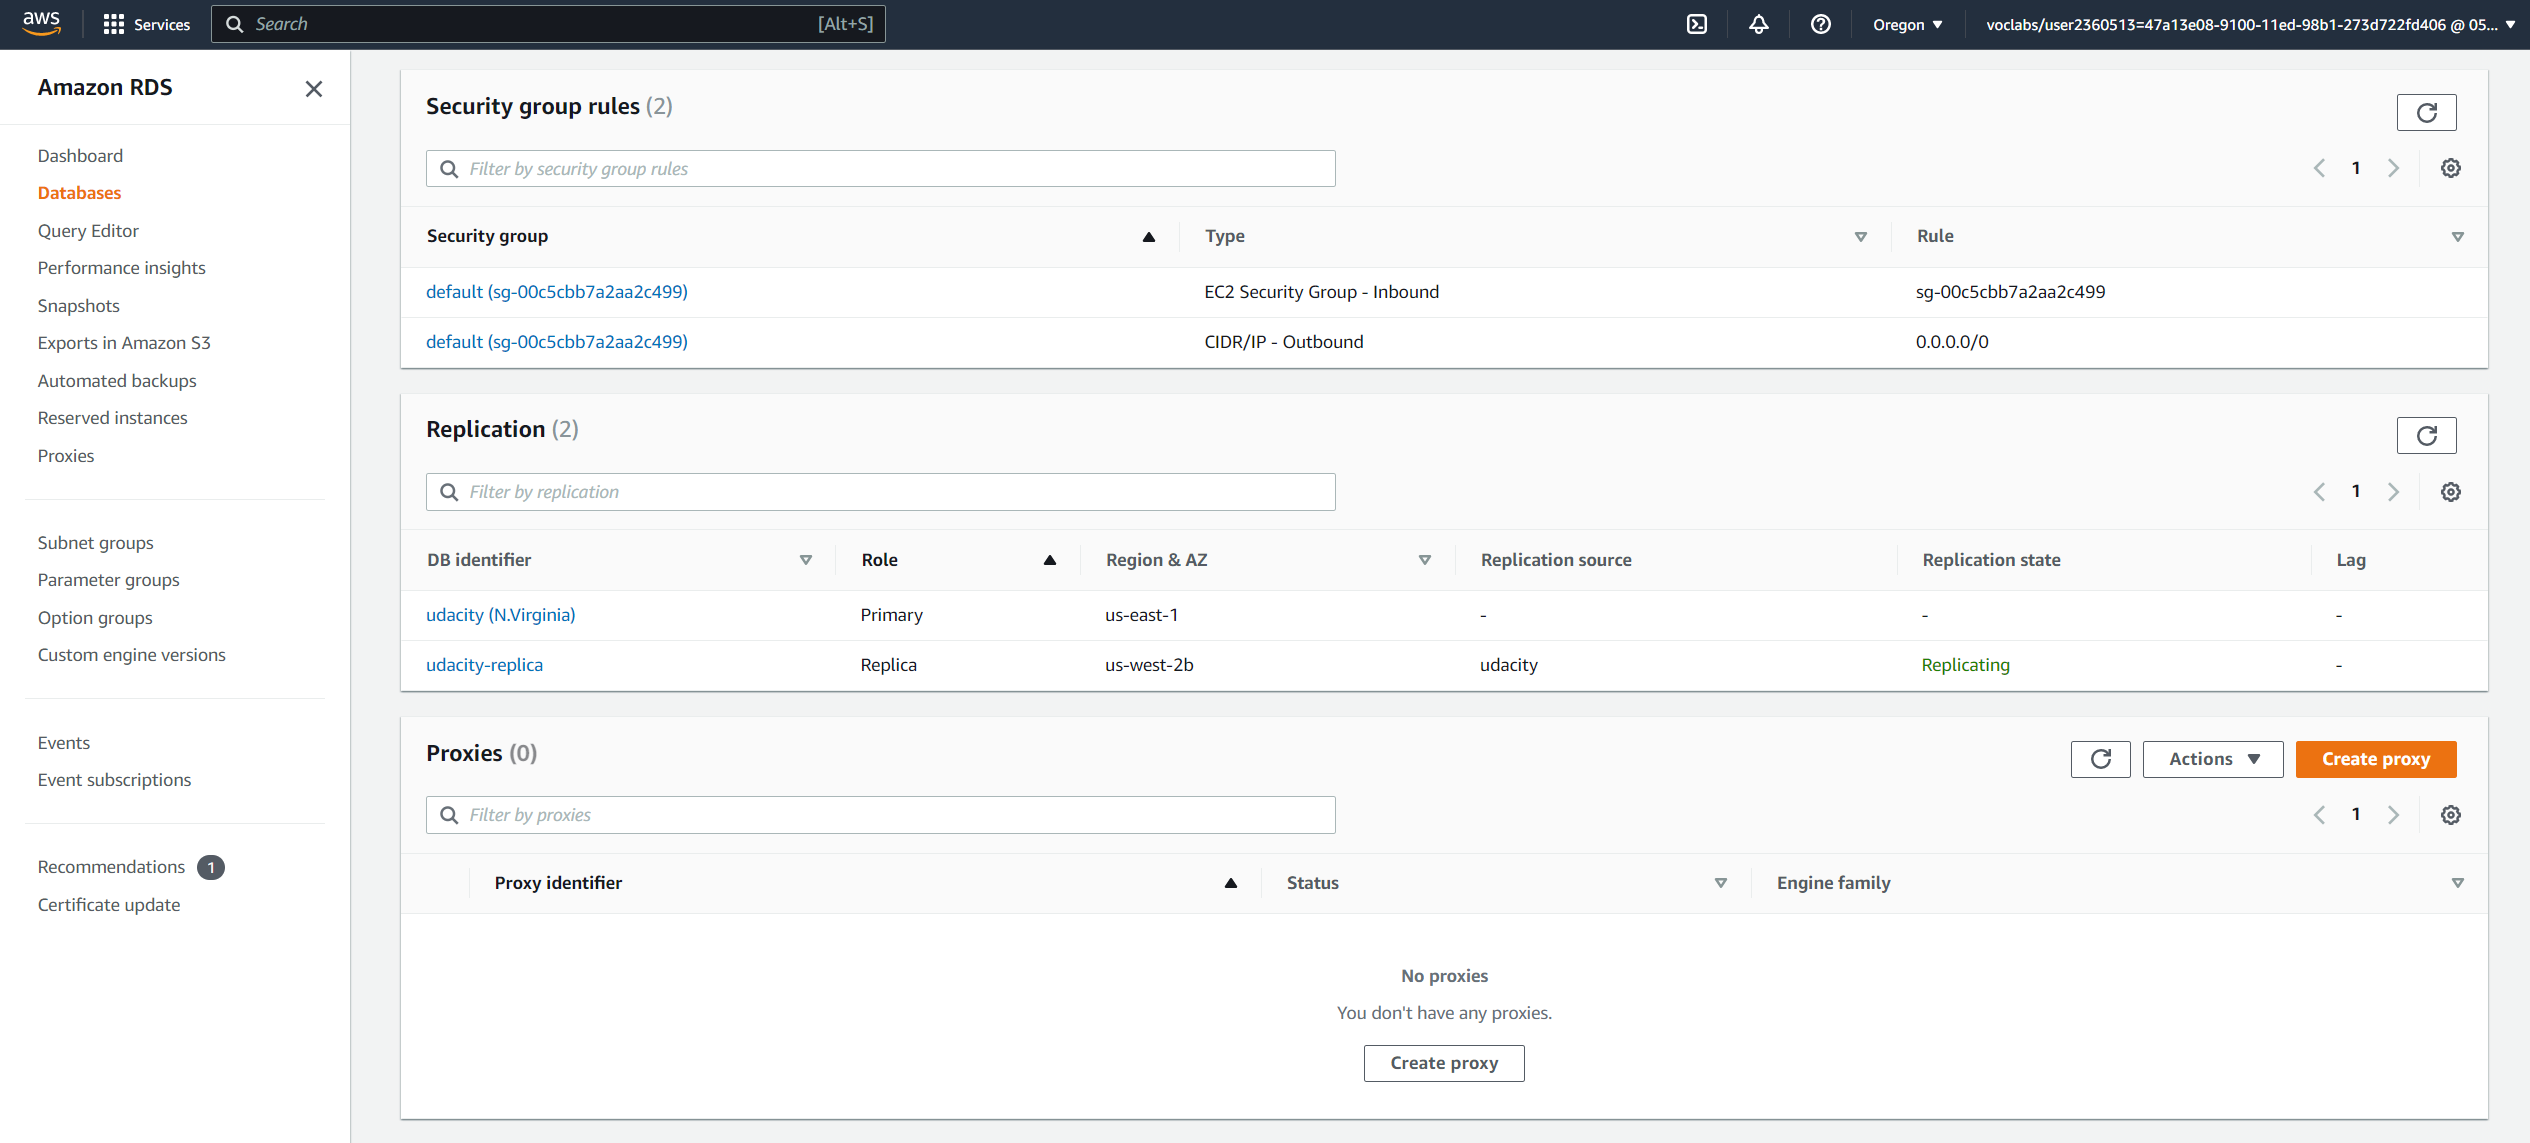 aws Services Search [Alt+S] Oregon voclabs/user2360513=47a13e08-9100-11ed-98b1-273d722fd406 @ 05...
Amazon RDS
Dashboard
Databases
Query Editor
Performance insights
Snapshots
Exports in Amazon S3
Automated backups
Reserved instances
Proxies
Subnet groups
Parameter groups
Option groups
Custom engine versions
Events
Event subscriptions
Recommendations 1
Certificate update
Security group rules (2)
Filter by security group rules
1
Security group Type Rule
default (sg-00c5cbb7a2aa2c499) EC2 Security Group - Inbound sg-00c5cbb7a2aa2c499
default (sg-00c5cbb7a2aa2c499) CIDR/IP - Outbound 0.0.0.0/0
Replication (2)
Filter by replication
1
DB identifier Role Region & AZ Replication source Replication state Lag
udacity (N.Virginia) Primary us-east-1 - - -
udacity-replica Replica us-west-2b udacity Replicating -
Proxies (0)
Actions Create proxy
Filter by proxies
1
Proxy identifier Status Engine family
No proxies
You don't have any proxies.
Create proxy